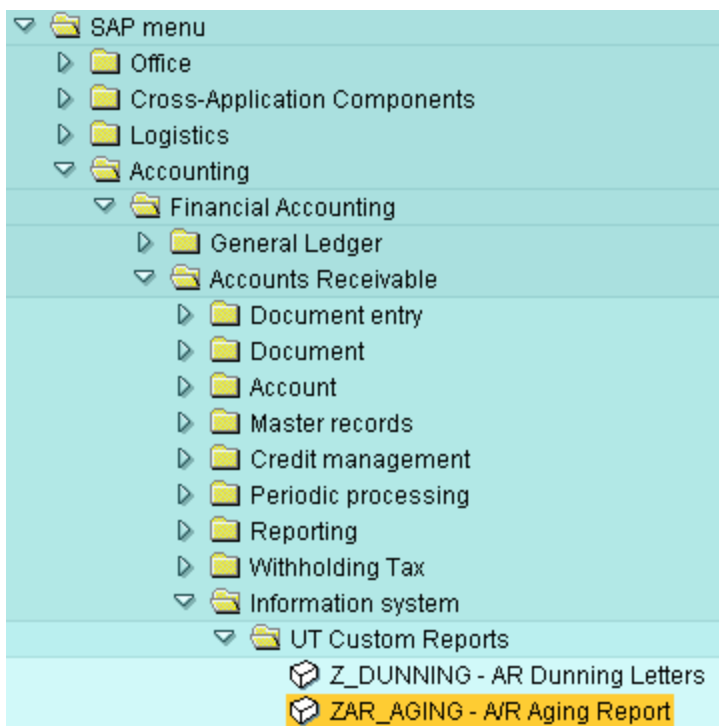 SAP menu
Office
Cross-Application Components
Logistics
Accounting
Financial Accounting
General Ledger
Accounts Receivable
Document entry
Document
Account
Master records
Credit management
Periodic processing
Reporting
Withholding Tax
Information system
UT Custom Reports
Z_DUNNING - AR Dunning Letters
ZAR_AGING - A/R Aging Report